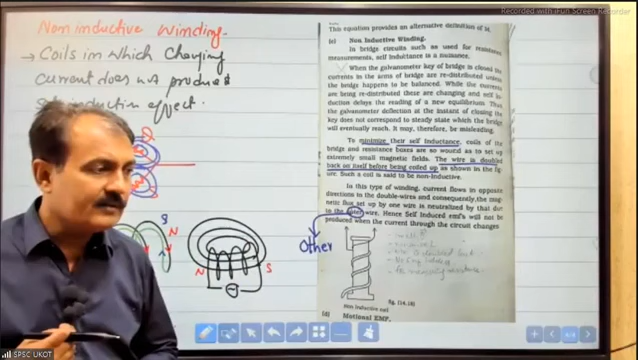 Recorded with iFun Screen Recorder
Non inductive Winding.
→ Coils in which Changing
current does not produce
self induction effect.
S
N
N
S
Other
This equation provides an alternative definition of M.
(c) Non Inductive Winding.
In bridge circuits such as used for resistance
measurements, self inductance is a nuisance.
When the galvanometer key of bridge is closed the
currents in the arms of bridge are re-distributed unless
the bridge happens to be balanced. While the currents
are being re-distributed these are changing and self in-
duction delays the reading of a new equilibrium. Thus
the galvanometer deflection at the instant of closing the
key does not correspond to steady state which the bridge
will eventually reach. It may, therefore, be misleading.
To minimize their self inductance, coils of the
bridge and resistance boxes are so wound as to set up
extremely small magnetic fields. The wire is doubled
back on itself before being coiled up as shown in the fig-
ure. Such a coil is said to be non-inductive.
In this type of winding, current flows in opposite
directions in the double-wires and consequently, the mag-
netic flux set up by one wire is neutralized by that due
to the outer wire. Hence Self Induced emf's will not be
produced when the current through the circuit changes
Non inductive coil
fig. (14.18)
(d) Motional EMF.
SPSC UKOT